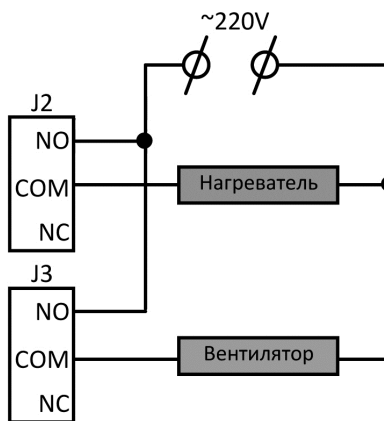 ~220V
J2
NO
COM
Нагреватель
NC
J3
NO
COM
Вентилятор
NC